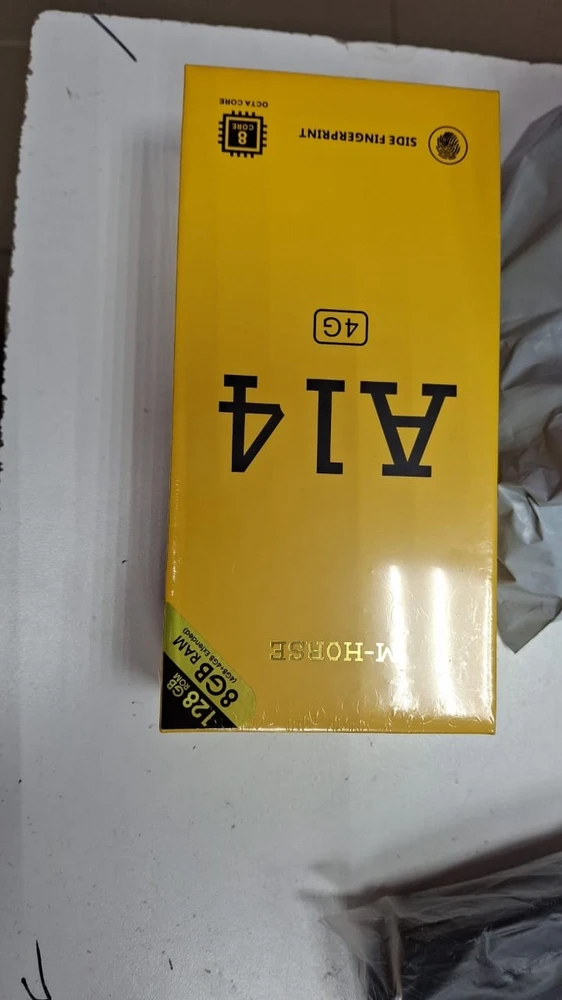 128 GB
ROM
8GB RAM
(4GB+4GB Extended)
M-HORSE
A14
4G
SIDE FINGERPRINT
8
CORE
OCTA CORE